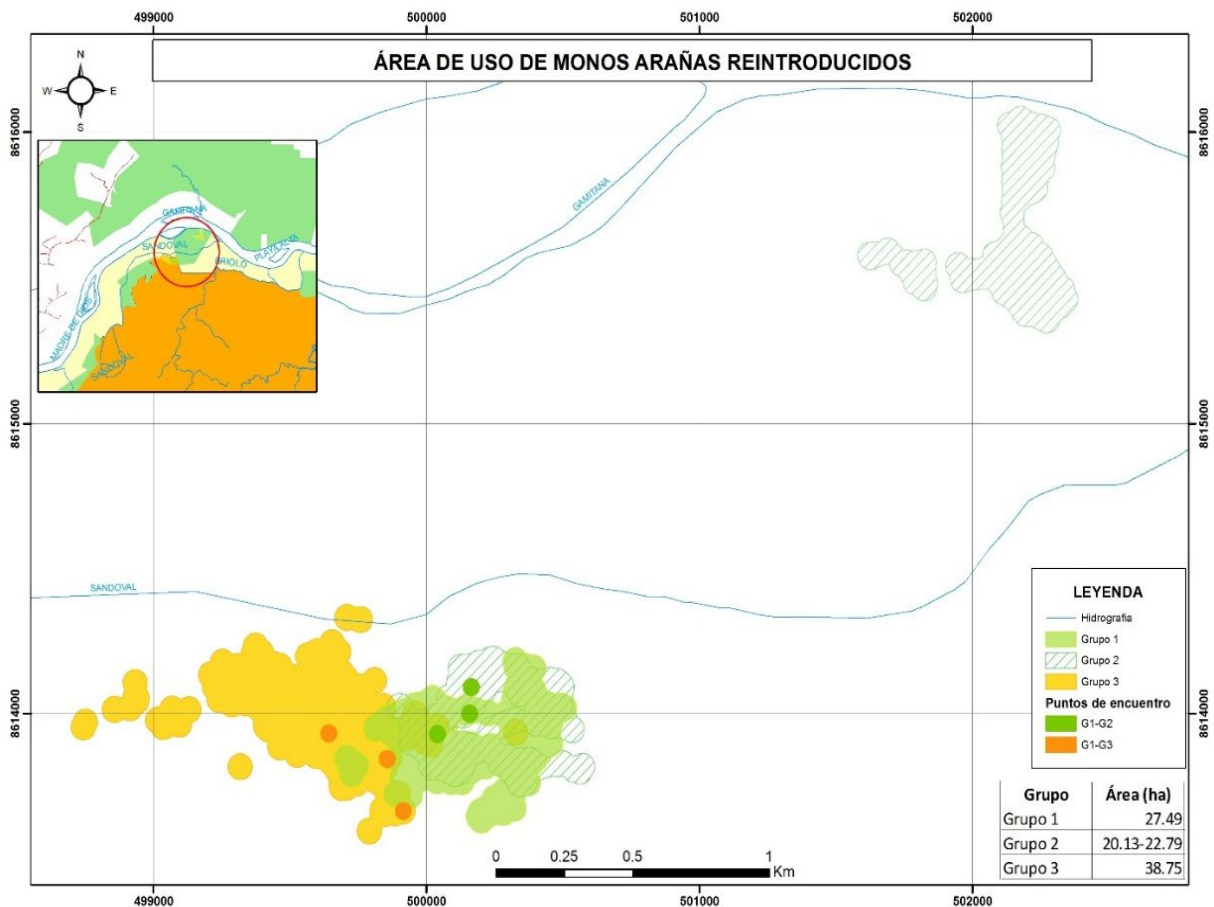 499000 500000 501000 502000
ÁREA DE USO DE MONOS ARAÑAS REINTRODUCIDOS
N
W E
S
8616000 8616000
GAMITANA
GAMITANA
SANDOVAL
PLAYA ALTA
MADRE DE DIOS
SANDOVAL
8615000 8615000
SANDOVAL
LEYENDA
Hidrografia
Grupo 1
Grupo 2
Grupo 3
Puntos de encuentro
G1-G2
G1-G3
8614000 8614000
Grupo Área (ha)
Grupo 1 27.49
Grupo 2 20.13-22.79
Grupo 3 38.75
0 0.25 0.5 1
Km
499000 500000 501000 502000